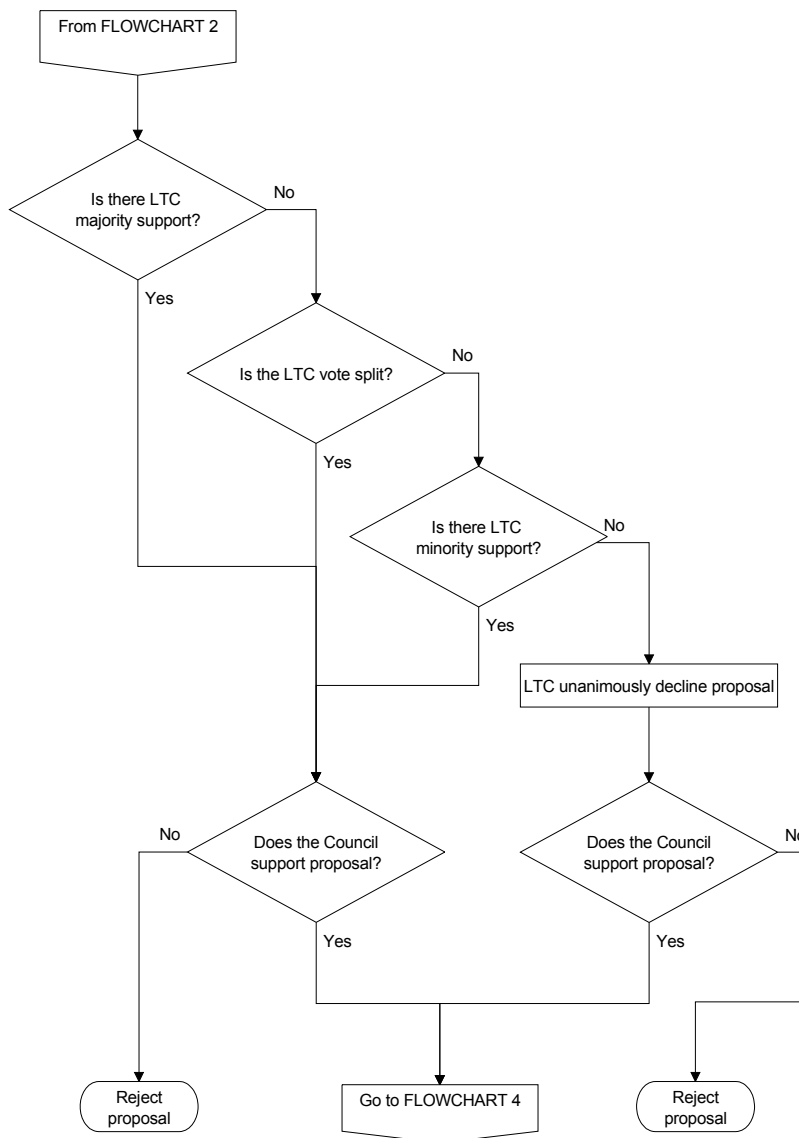 From FLOWCHART 2
Is there LTC
majority support?
No
Yes
Is the LTC vote split?
No
Yes
Is there LTC
minority support?
No
Yes
LTC unanimously decline proposal
No
Does the Council
support proposal?
Yes
Does the Council
support proposal?
No
Yes
Reject
proposal
Go to FLOWCHART 4
Reject
proposal